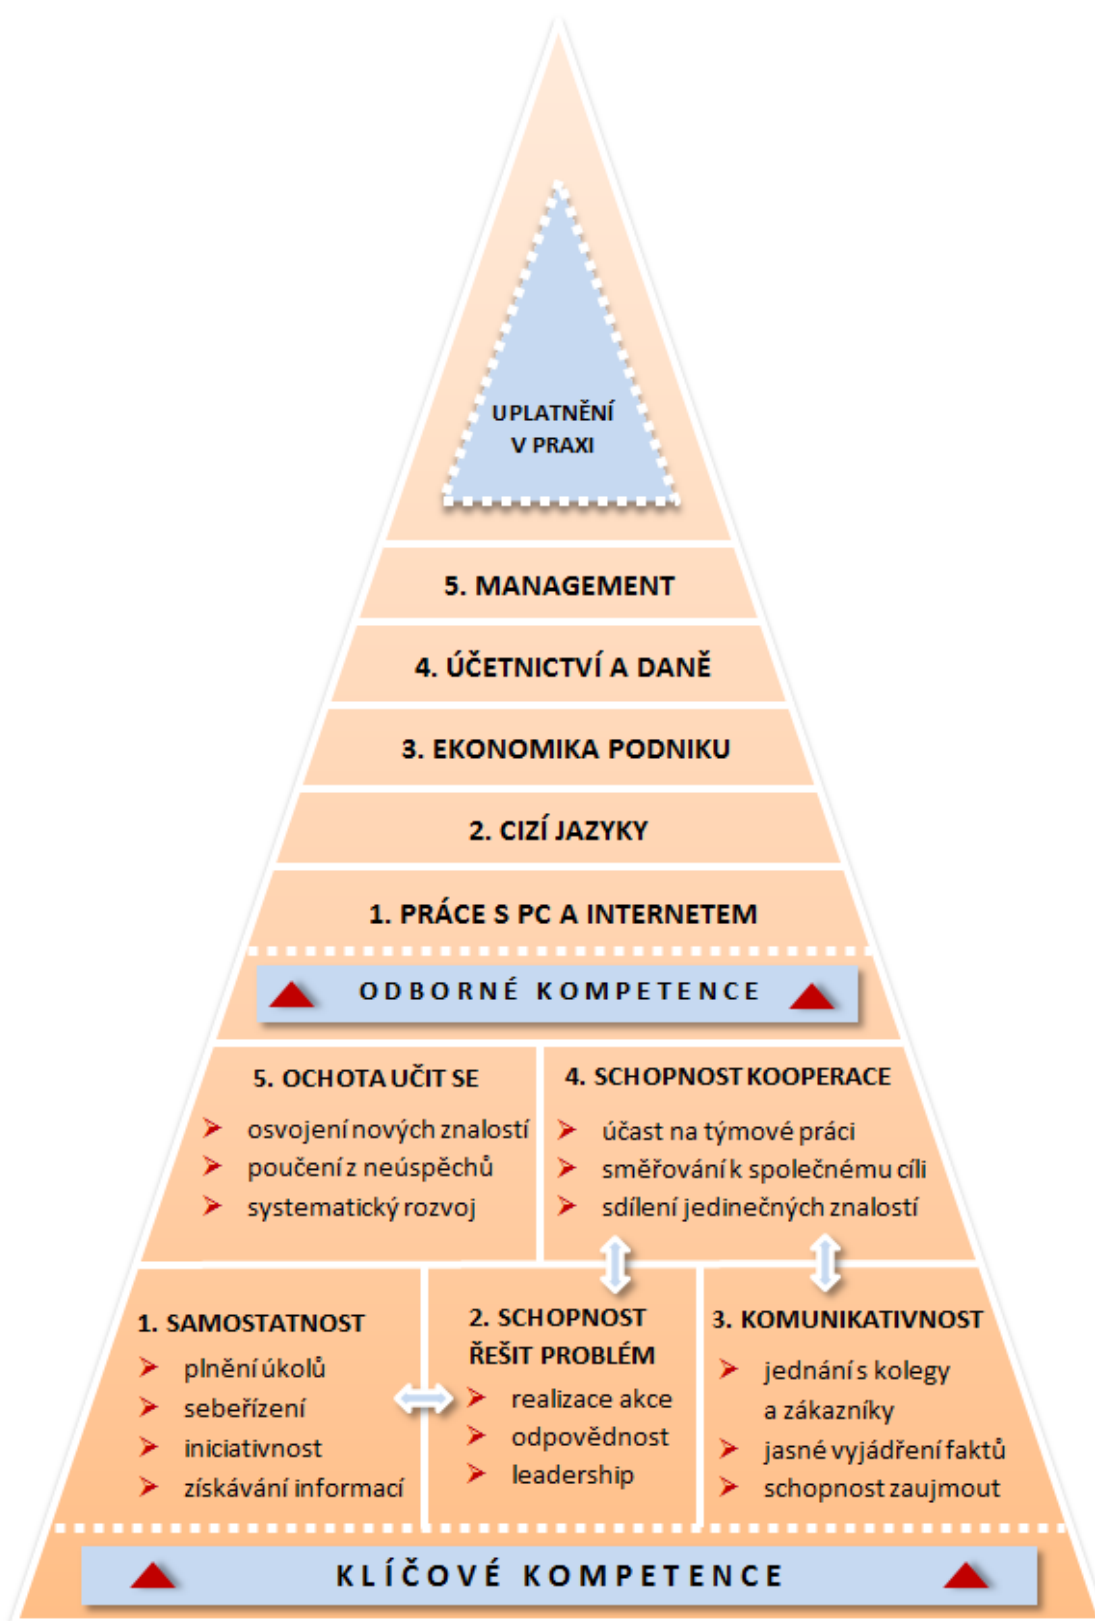 UPLATNĚNÍ
V PRAXI
5. MANAGEMENT
4. ÚČETNICTVÍ A DANĚ
3. EKONOMIKA PODNIKU
2. CIZÍ JAZYKY
1. PRÁCE S PC A INTERNETEM
ODBORNÉ KOMPETENCE
5. OCHOTA UČIT SE
osvojení nových znalostí
poučení z neúspěchů
systematický rozvoj
4. SCHOPNOST KOOPERACE
účast na týmové práci
směřování k společnému cíli
sdílení jedinečných znalostí
1. SAMOSTATNOST
plnění úkolů
sebeřízení
iniciativnost
získávání informací
2. SCHOPNOST
ŘEŠIT PROBLÉM
realizace akce
odpovědnost
leadership
3. KOMUNIKATIVNOST
jednání s kolegy
a zákazníky
jasné vyjádření faktů
schopnost zaujmout
KLÍČOVÉ KOMPETENCE